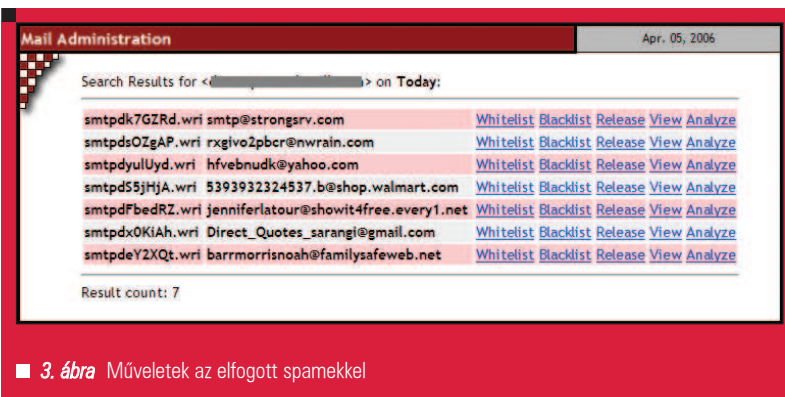 Mail Administration
Apr. 05, 2006
Search Results for < > on Today:
smtpdk7GZRd.wri smtp@strongsrv.com Whitelist Blacklist Release View Analyze
smtpdsOZgAP.wri rxgivo2pbcr@nwrain.com Whitelist Blacklist Release View Analyze
smtpdyulUyd.wri hfvebnudk@yahoo.com Whitelist Blacklist Release View Analyze
smtpdS5jHjA.wri 5393932324537.b@shop.walmart.com Whitelist Blacklist Release View Analyze
smtpdFbedRZ.wri jenniferlatour@showit4free.every1.net Whitelist Blacklist Release View Analyze
smtpdx0KiAh.wri Direct_Quotes_sarangi@gmail.com Whitelist Blacklist Release View Analyze
smtpdeY2XQt.wri barrmorrisnoah@familysafeweb.net Whitelist Blacklist Release View Analyze
Result count: 7
3. ábra Műveletek az elfogott spamekkel